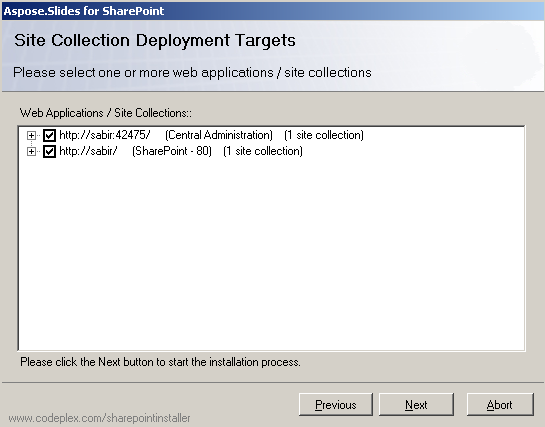 Aspose.Slides for SharePoint
Site Collection Deployment Targets
Please select one or more web applications / site collections
Web Applications / Site Collections::
http://sabir:42475/ (Central Administration) (1 site collection)
http://sabir/ (SharePoint - 80) (1 site collection)
Please click the Next button to start the installation process.
Previous Next Abort
www.codeplex.com/sharepointinstaller